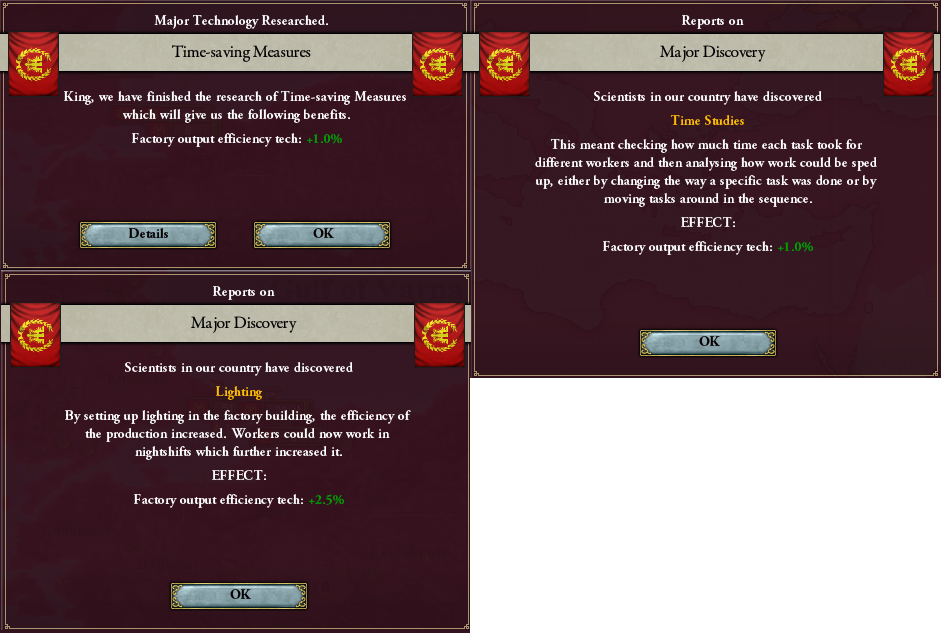 Major Technology Researched.
Time-saving Measures
King, we have finished the research of Time-saving Measures
which will give us the following benefits.
Factory output efficiency tech: +1.0%
Details
OK
Reports on
Major Discovery
Scientists in our country have discovered
Time Studies
This meant checking how much time each task took for
different workers and then analysing how work could be sped
up, either by changing the way a specific task was done or by
moving tasks around in the sequence.
EFFECT:
Factory output efficiency tech: +1.0%
OK
Reports on
Major Discovery
Scientists in our country have discovered
Lighting
By setting up lighting in the factory building, the efficiency of
the production increased. Workers could now work in
nightshifts which further increased it.
EFFECT:
Factory output efficiency tech: +2.5%
OK